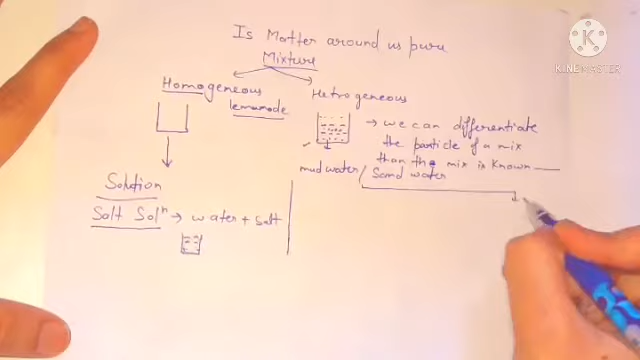 Is Matter around us pure
Mixture
Homogeneous
lemomode
Hetrogeneous
→ we can differentiate
the particle of a mix
than the mix is known
mud water /
Sand water
Solution
Salt Solⁿ → water + salt
KINEMASTER